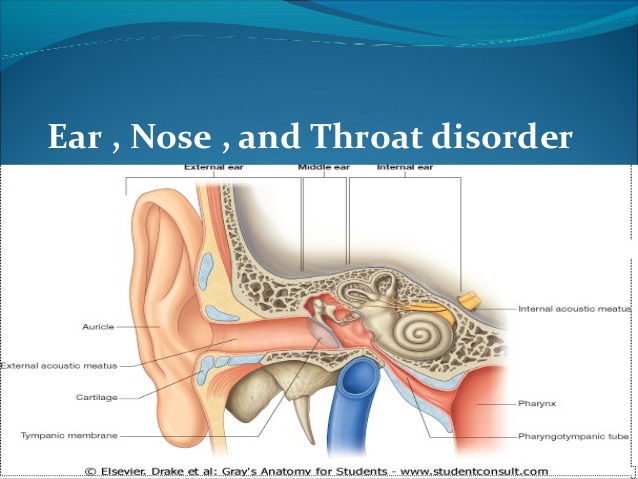 Ear , Nose , and Throat disorder
External ear Middle ear Internal ear
Internal acoustic meatus
Auricle
External acoustic meatus
Cartilage
Pharynx
Tympanic membrane
Pharyngotympanic tube
© Elsevier. Drake et al: Gray's Anatomy for Students - www.studentconsult.com